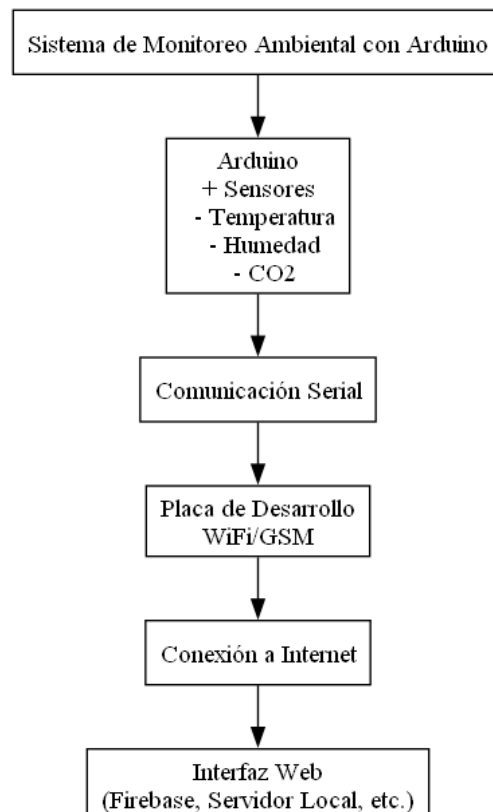 Sistema de Monitoreo Ambiental con Arduino
Arduino
+ Sensores
- Temperatura
- Humedad
- CO2
Comunicación Serial
Placa de Desarrollo
WiFi/GSM
Conexión a Internet
Interfaz Web
(Firebase, Servidor Local, etc.)